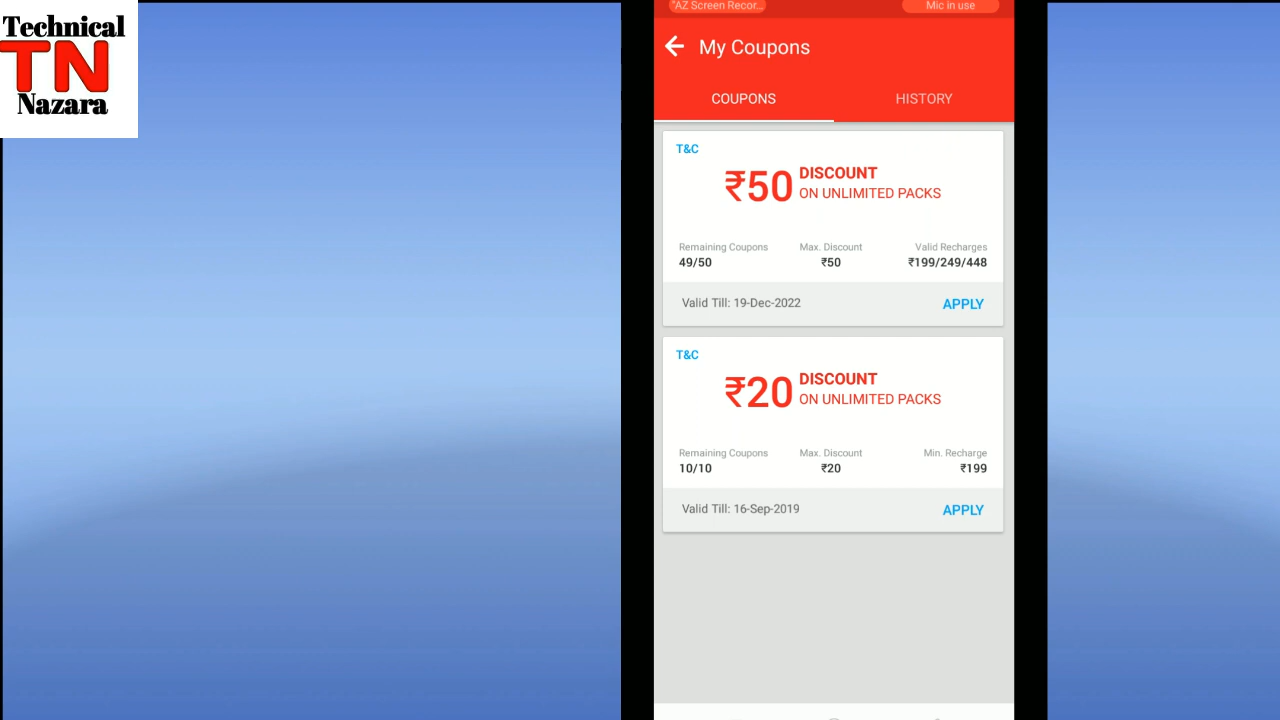 Technical
TN
Nazara
"AZ Screen Recor...
Mic in use
My Coupons
COUPONS
HISTORY
T&C
₹50 DISCOUNT
ON UNLIMITED PACKS
Remaining Coupons Max. Discount Valid Recharges
49/50 ₹50 ₹199/249/448
Valid Till: 19-Dec-2022 APPLY
T&C
₹20 DISCOUNT
ON UNLIMITED PACKS
Remaining Coupons Max. Discount Min. Recharge
10/10 ₹20 ₹199
Valid Till: 16-Sep-2019 APPLY